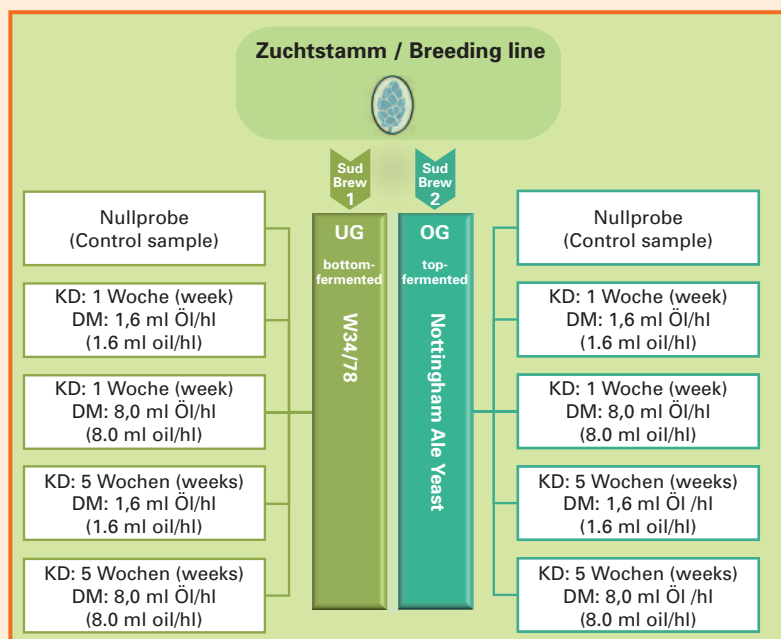 Zuchtstamm / Breeding line
Sud
Brew
1
Sud
Brew
2
Nullprobe
(Control sample)
KD: 1 Woche (week)
DM: 1,6 ml Öl/hl
(1.6 ml oil/hl)
KD: 1 Woche (week)
DM: 8,0 ml Öl/hl
(8.0 ml oil/hl)
KD: 5 Wochen (weeks)
DM: 1,6 ml Öl/hl
(1.6 ml oil/hl)
KD: 5 Wochen (weeks)
DM: 8,0 ml Öl/hl
(8.0 ml oil/hl)
UG
bottom-
fermented
W34/78
OG
top-
fermented
Nottingham Ale Yeast
Nullprobe
(Control sample)
KD: 1 Woche (week)
DM: 1,6 ml Öl/hl
(1.6 ml oil/hl)
KD: 1 Woche (week)
DM: 8,0 ml Öl/hl
(8.0 ml oil/hl)
KD: 5 Wochen (weeks)
DM: 1,6 ml Öl /hl
(1.6 ml oil/hl)
KD: 5 Wochen (weeks)
DM: 8,0 ml Öl /hl
(8.0 ml oil/hl)